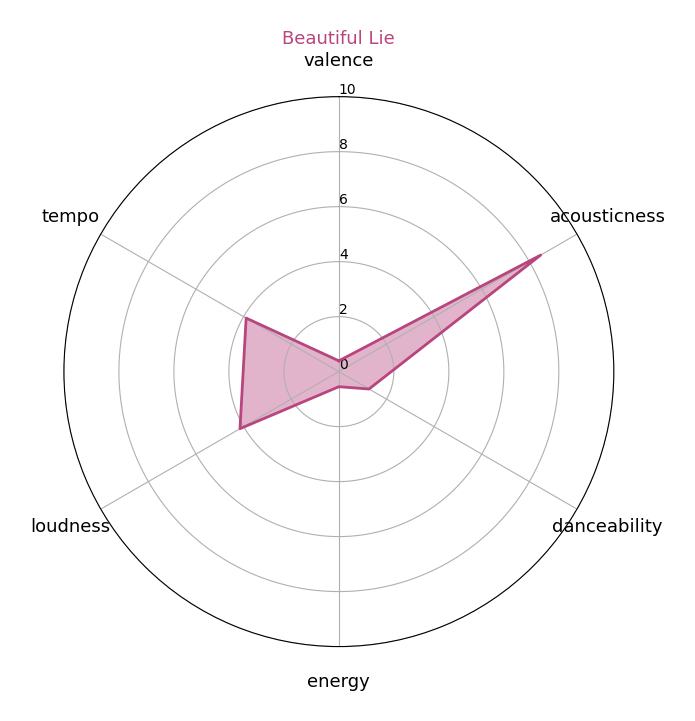 Beautiful Lie
valence
10
8
tempo
6
acousticness
4
2
0
loudness
danceability
energy